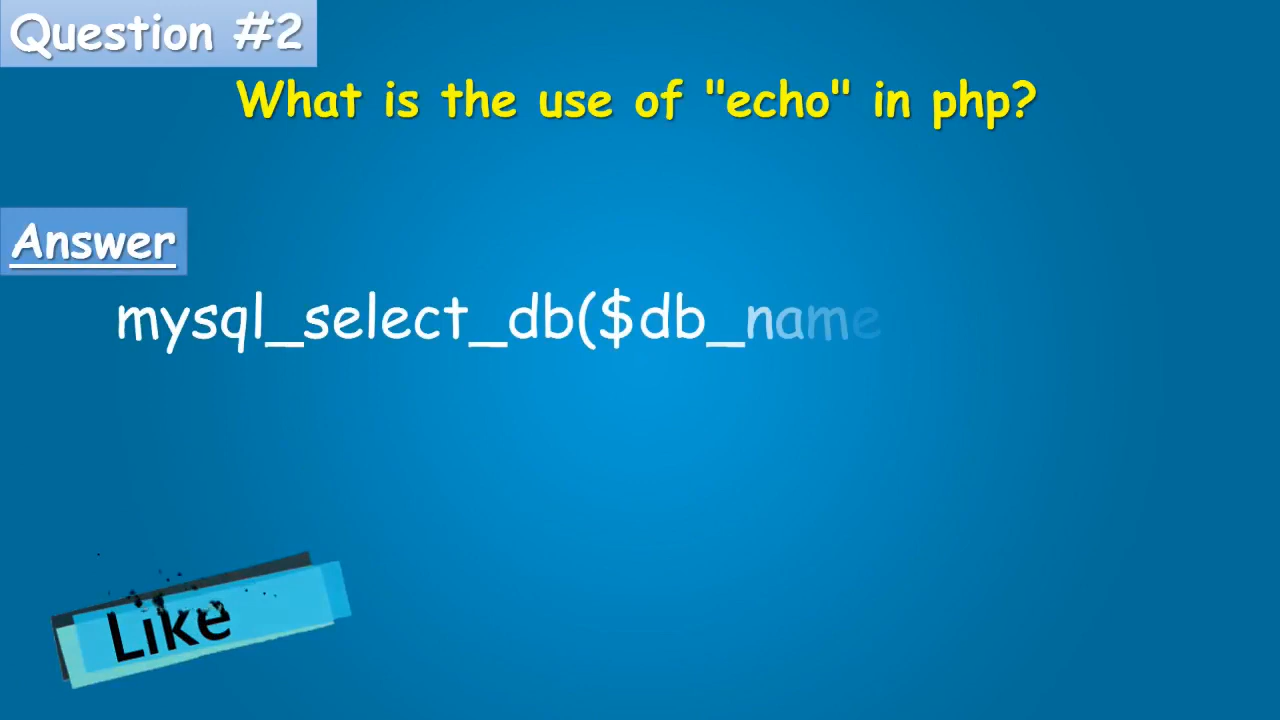 Question #2
What is the use of "echo" in php?
Answer
mysql_select_db($db_name
Like